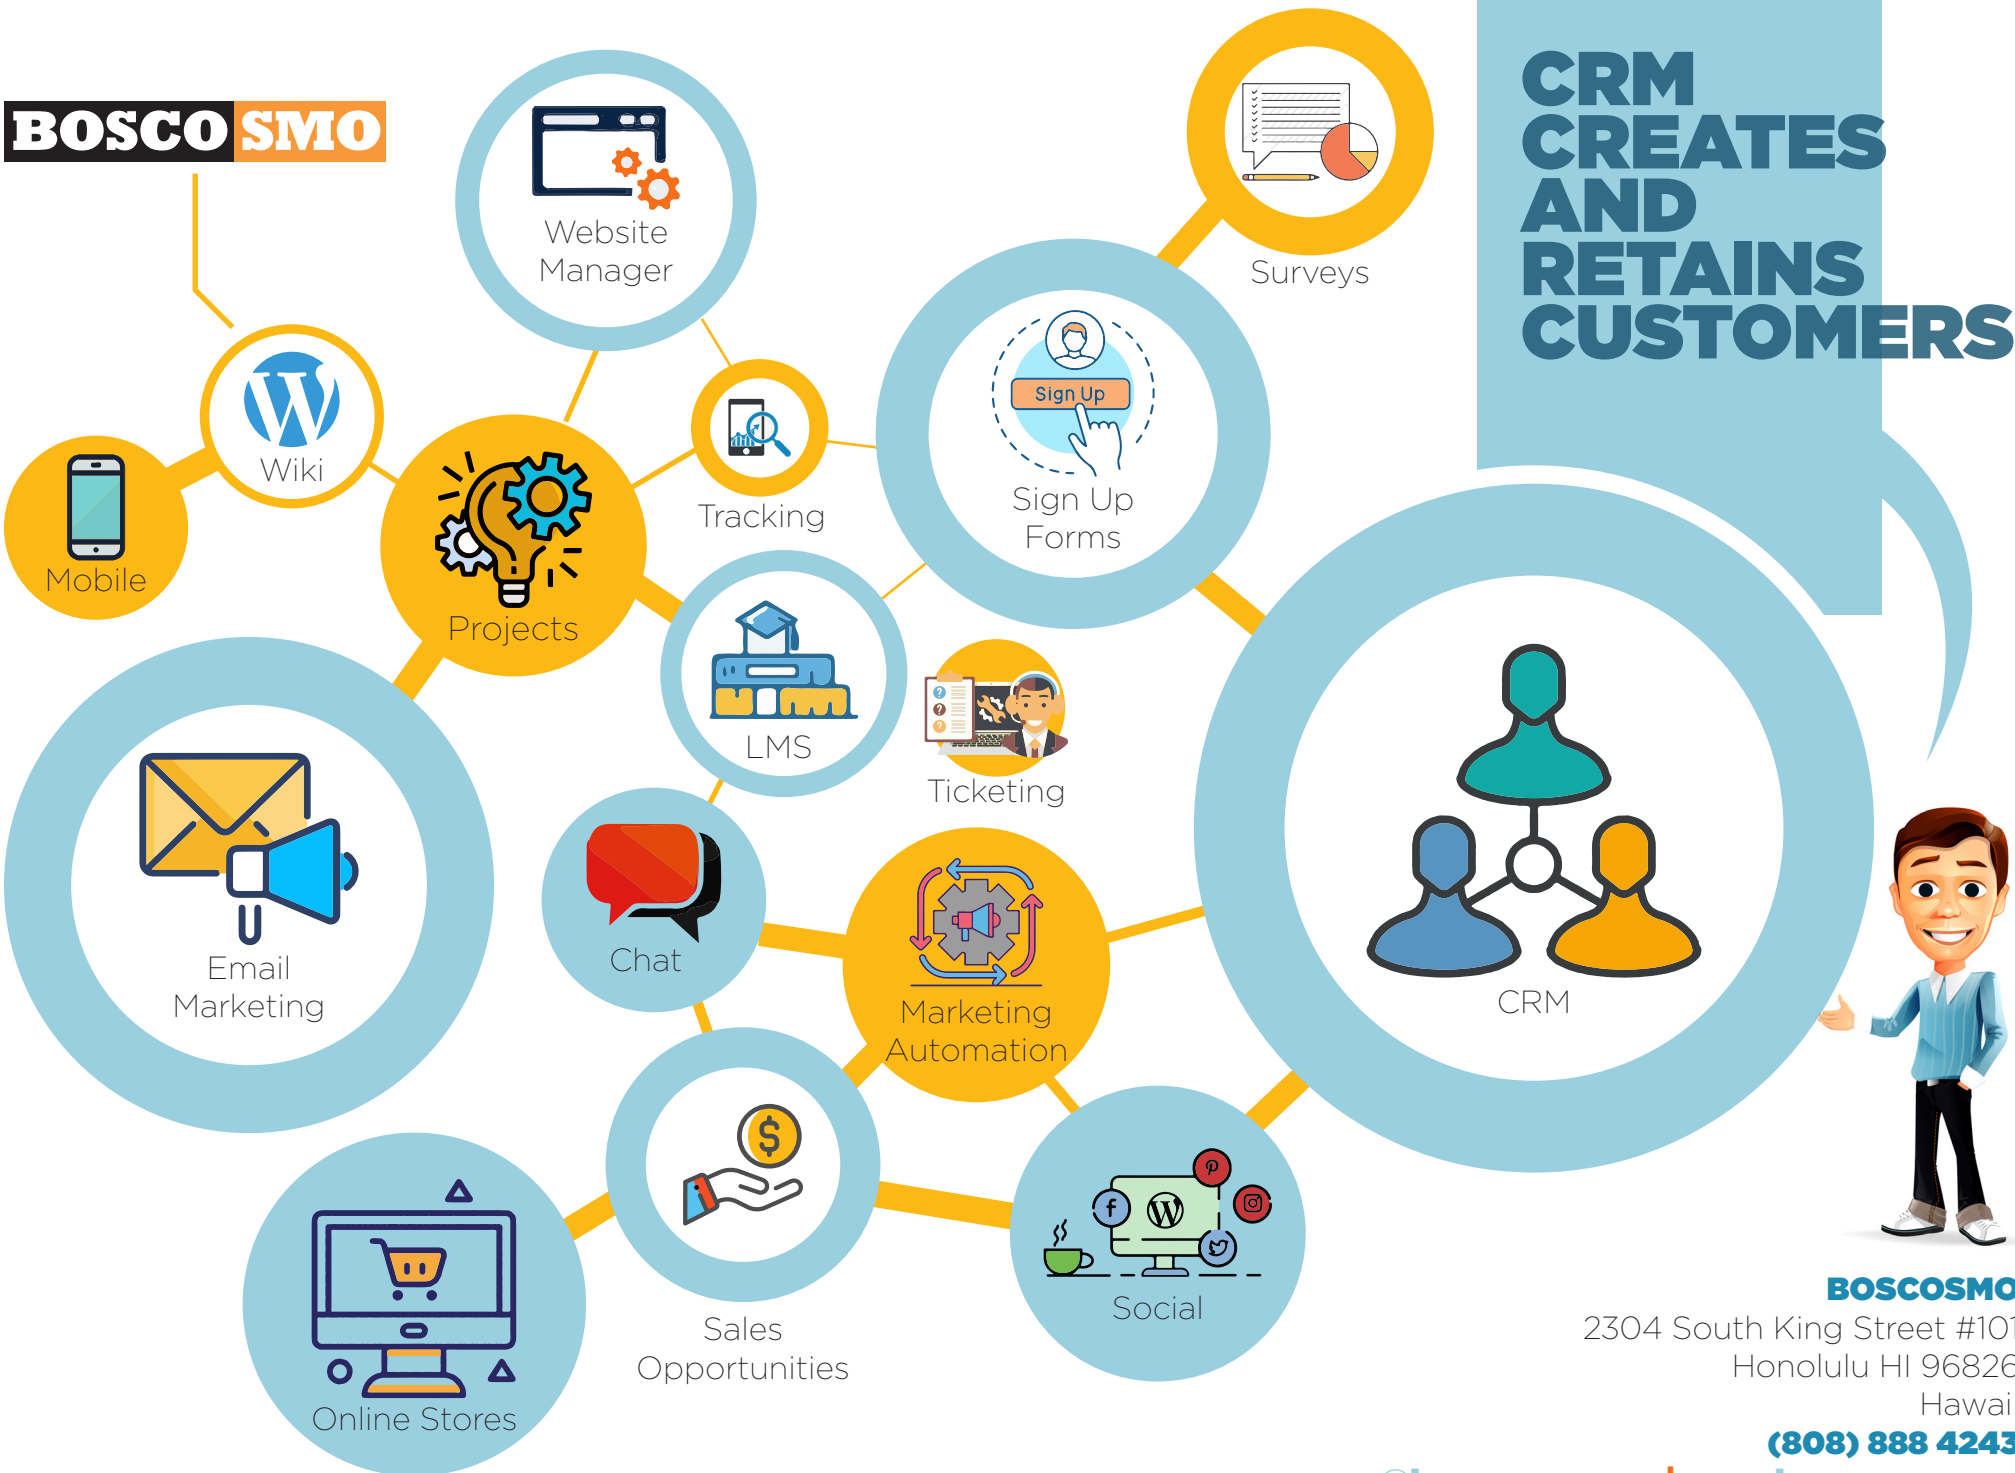 BOSCO SMO
CRM
CREATES
AND
RETAINS
CUSTOMERS
Website
Manager
Surveys
Sign Up
Wiki
Sign Up
Forms
Tracking
Mobile
Projects
LMS
Ticketing
Chat
Email
Marketing
Marketing
Automation
CRM
Social
Sales
Opportunities
Online Stores
BOSCOSMO
2304 South King Street #101
Honolulu HI 96826
Hawai
(808) 888 4243